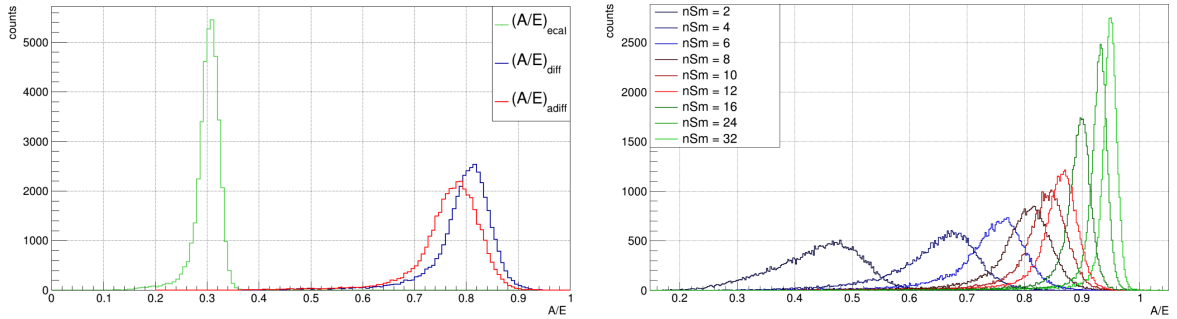 counts
5000
4000
3000
2000
1000
0
0 0.1 0.2 0.3 0.4 0.5 0.6 0.7 0.8 0.9 1
A/E
(A/E)ecal
(A/E)diff
(A/E)adiff
counts
2500
2000
1500
1000
500
0
0.2 0.3 0.4 0.5 0.6 0.7 0.8 0.9 1
A/E
nSm = 2
nSm = 4
nSm = 6
nSm = 8
nSm = 10
nSm = 12
nSm = 16
nSm = 24
nSm = 32